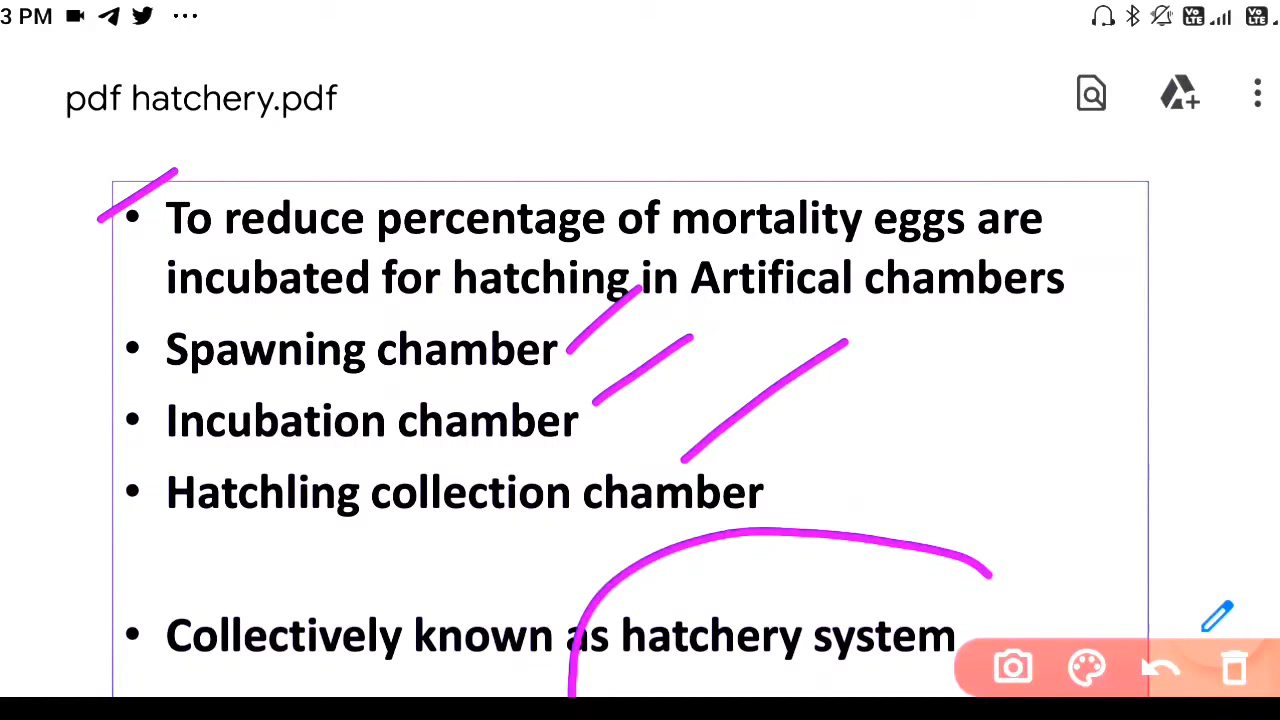 3 PM ...
pdf hatchery.pdf
• To reduce percentage of mortality eggs are
incubated for hatching in Artifical chambers
• Spawning chamber
• Incubation chamber
• Hatchling collection chamber
• Collectively known as hatchery system